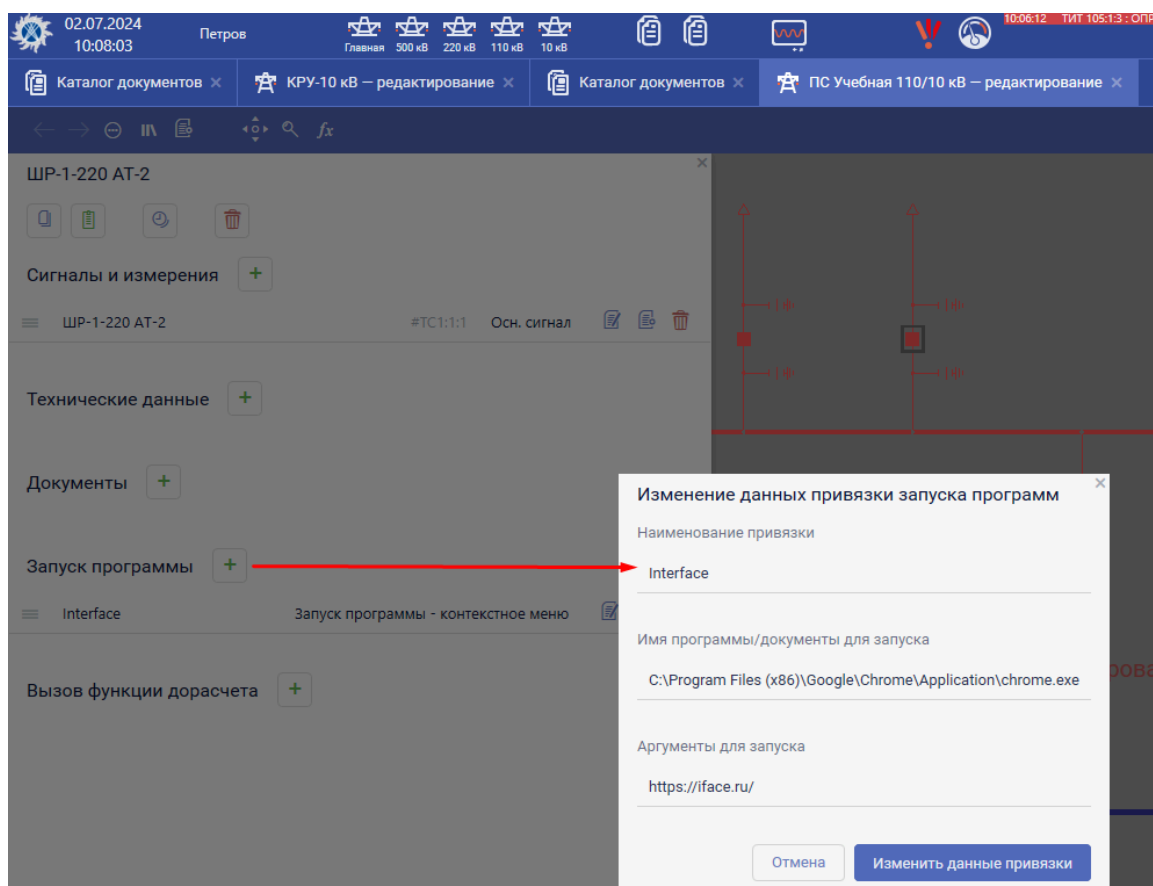 02.07.2024
10:08:03
Петров
Главная 500 кВ 220 кВ 110 кВ 10 кВ
10:06:12 ТИТ 105:1:3 : ОПР
Каталог документов
КРУ-10 кВ — редактирование
Каталог документов
ПС Учебная 110/10 кВ — редактирование
fx
ШР-1-220 АТ-2
Сигналы и измерения
ШР-1-220 АТ-2 #ТС1:1:1 Осн. сигнал
Технические данные
Документы
Запуск программы
Interface Запуск программы - контекстное меню
Вызов функции дорасчета
Изменение данных привязки запуска программ
Наименование привязки
Interface
Имя программы/документы для запуска
C:\Program Files (x86)\Google\Chrome\Application\chrome.exe
Аргументы для запуска
https://iface.ru/
Отмена
Изменить данные привязки